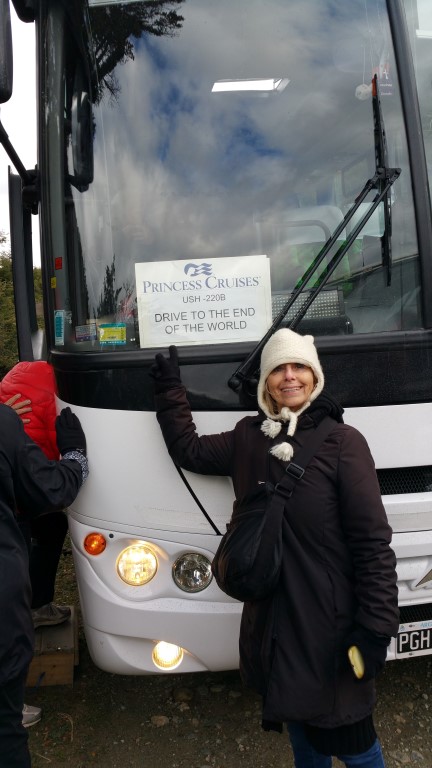 PRINCESS CRUISES
USH -220B
DRIVE TO THE END
OF THE WORLD
PGH